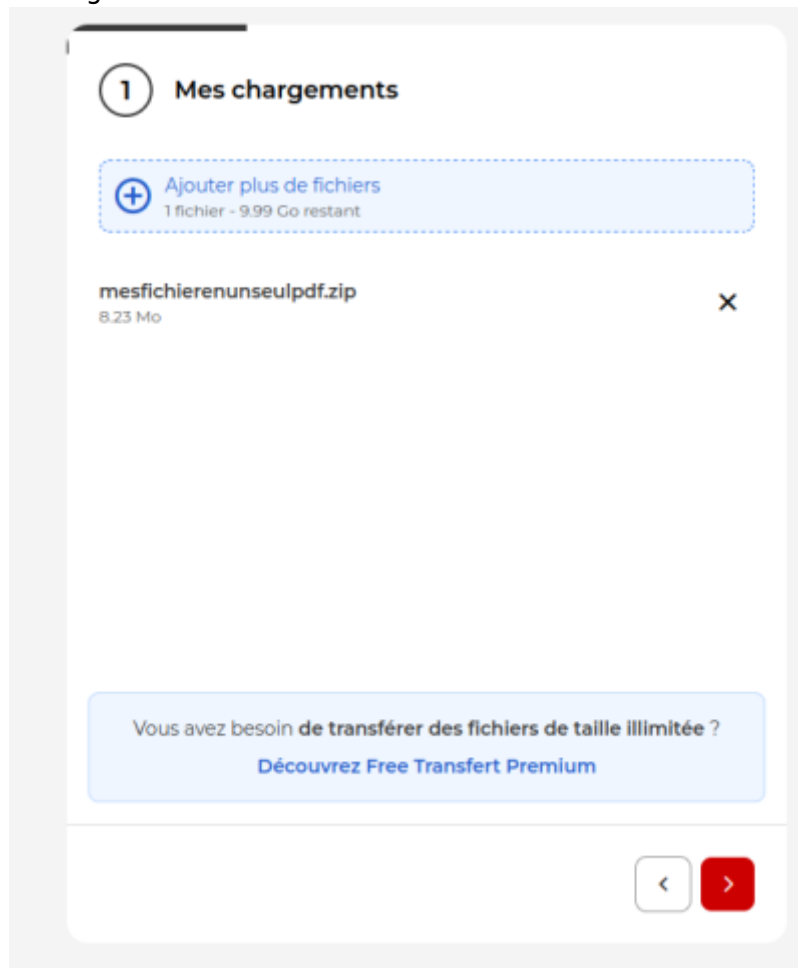 1 Mes chargements
Ajouter plus de fichiers
1 fichier - 9.99 Go restant
mesfichierenunseulpdf.zip
8.23 Mo
Vous avez besoin de transférer des fichiers de taille illimitée ?
Découvrez Free Transfert Premium